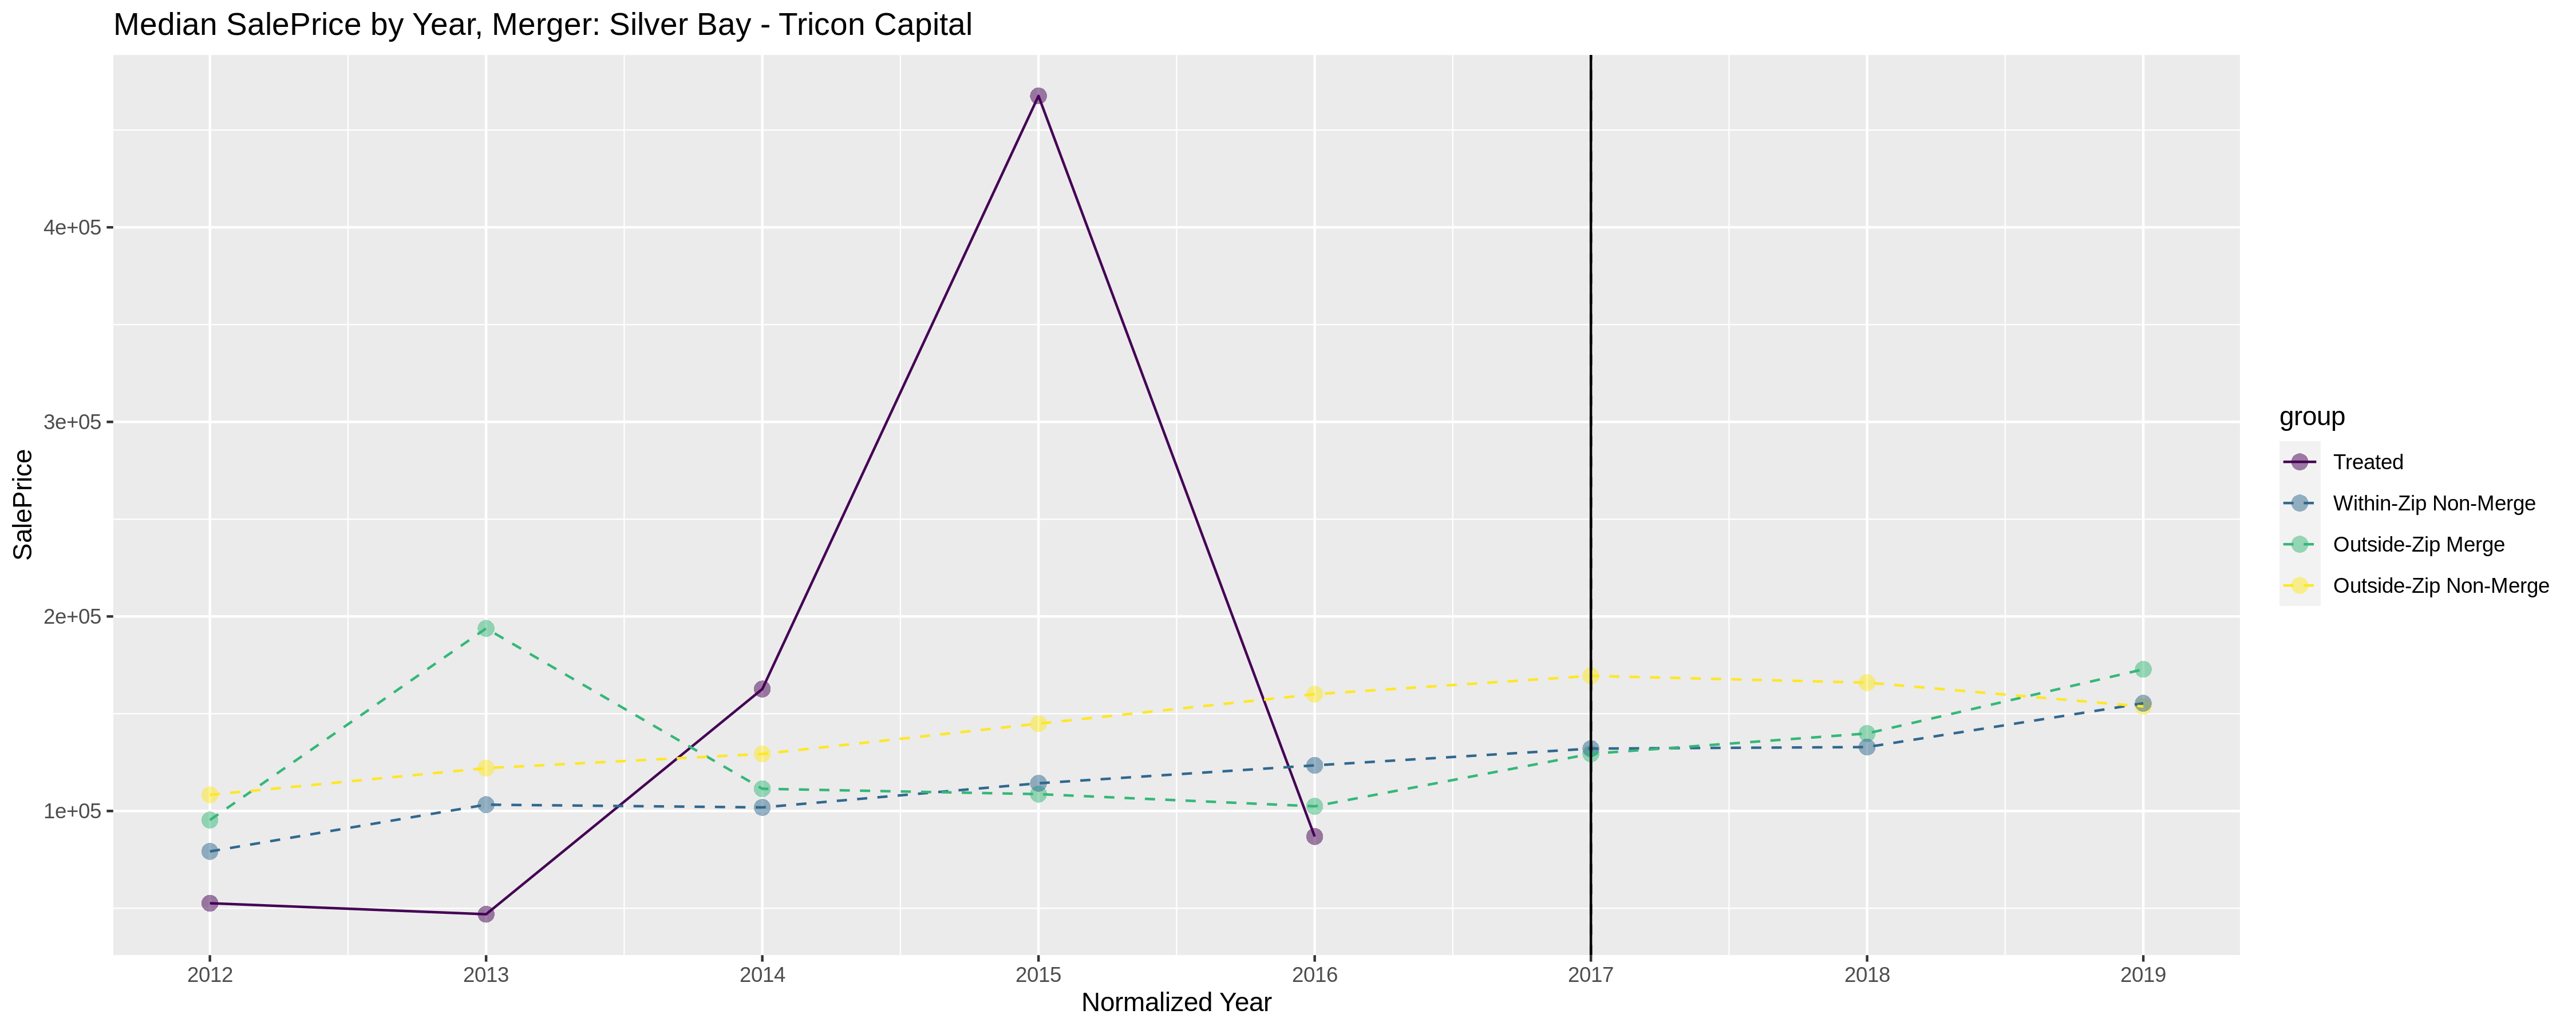 Median SalePrice by Year, Merger: Silver Bay - Tricon Capital
SalePrice
4e+05
3e+05
2e+05
1e+05
2012 2013 2014 2015 2016 2017 2018 2019
Normalized Year
group
Treated
Within-Zip Non-Merge
Outside-Zip Merge
Outside-Zip Non-Merge